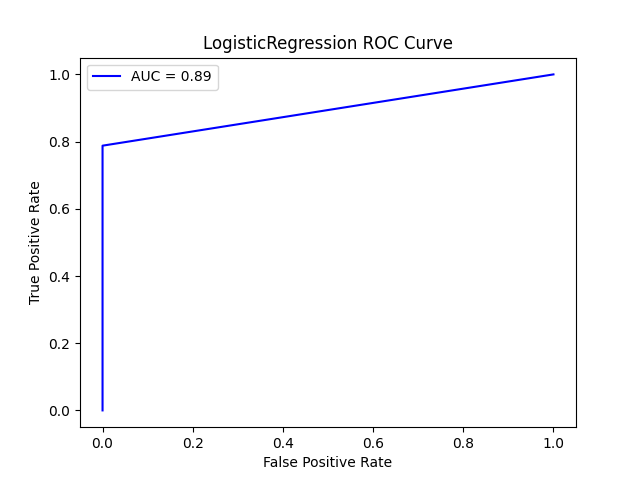 LogisticRegression ROC Curve
AUC = 0.89
1.0
0.8
0.6
0.4
0.2
0.0
True Positive Rate
0.0 0.2 0.4 0.6 0.8 1.0
False Positive Rate